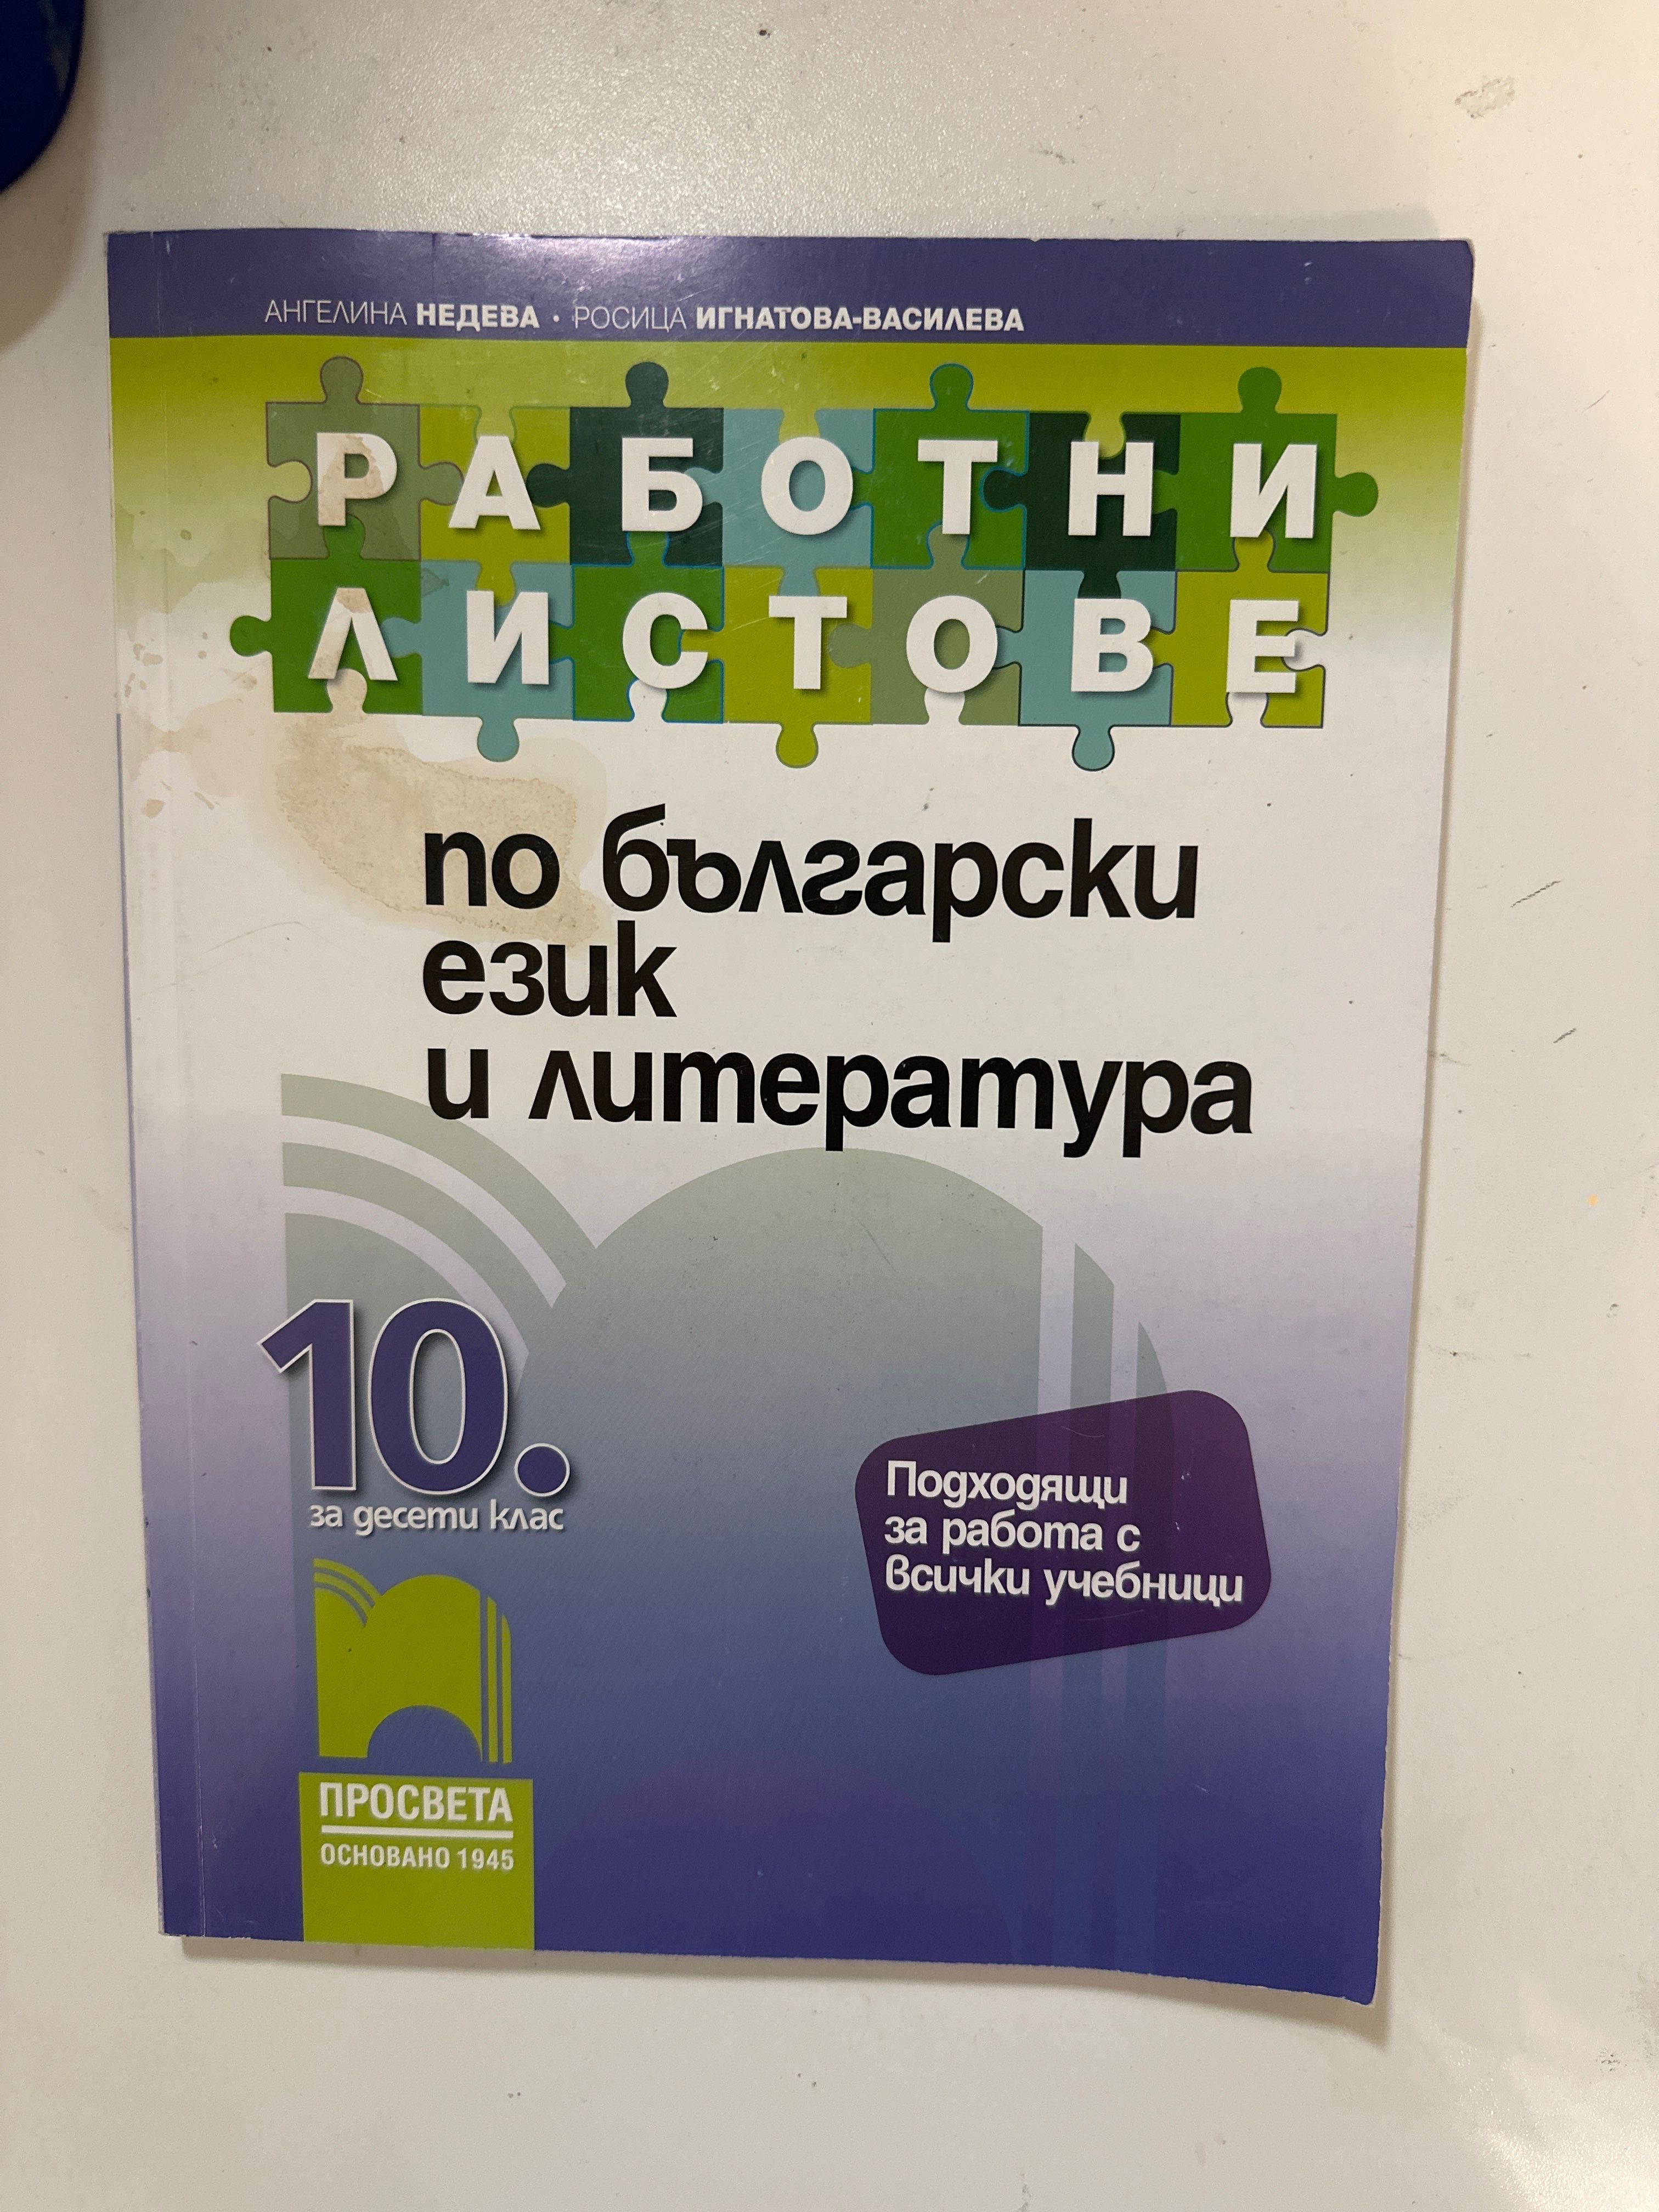 АНГЕЛИНА НЕДЕВА • РОСИЦА ИГНАТОВА-ВАСИЛЕВА
РАБОТНИ
ЛИСТОВЕ
по български
език
и литература
10.
за десети клас
Подходящи
за работа с
всички учебници
ПРОСВЕТА
ОСНОВАНО 1945